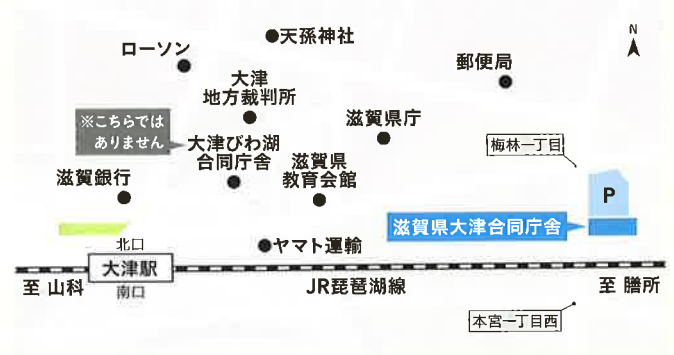 N
天孫神社
ローソン
郵便局
大津
地方裁判所
※こちらでは
ありません
滋賀県庁
大津びわ湖
合同庁舎
梅林一丁目
滋賀県
教育会館
滋賀銀行
P
滋賀県大津合同庁舎
北口
ヤマト運輸
大津駅
至 山科
南口
JR琵琶湖線
至 膳所
本宮一丁目西